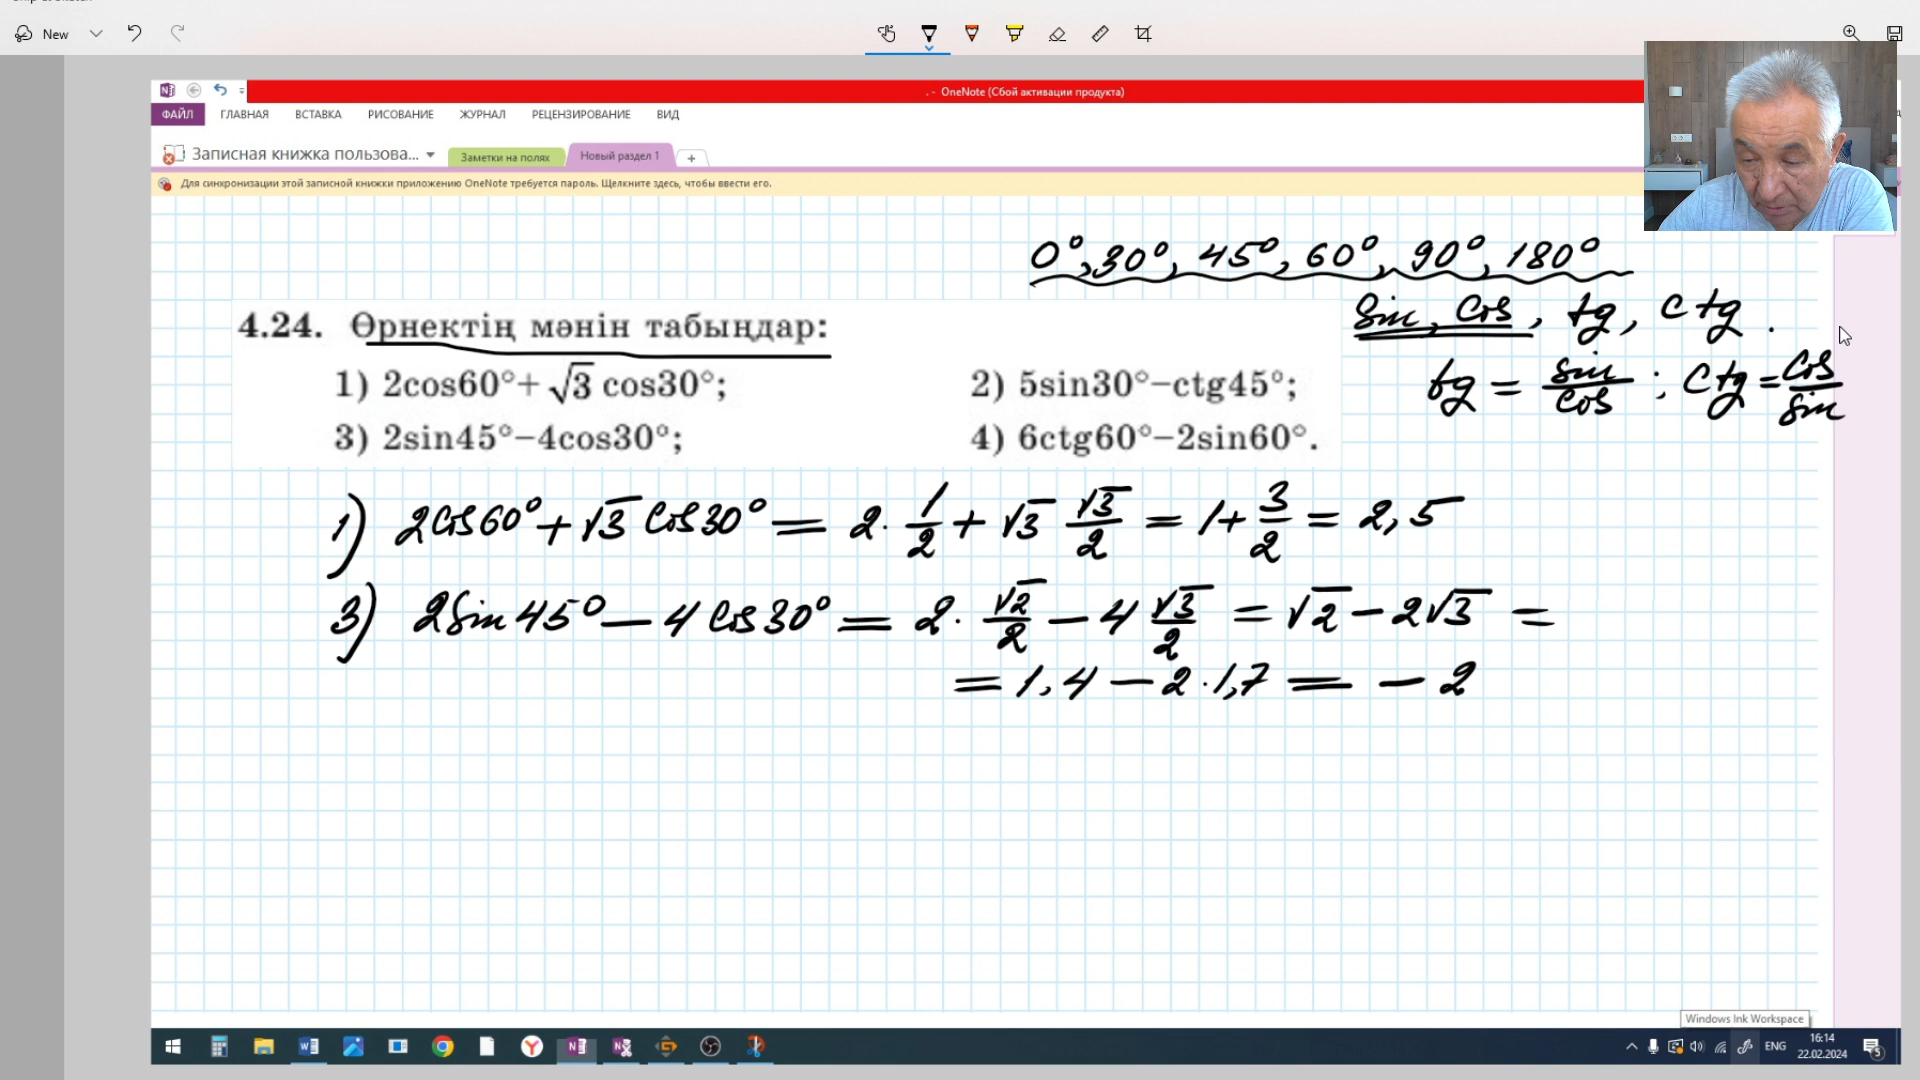 New
. - OneNote (Сбой активации продукта)
ФАЙЛ ГЛАВНАЯ ВСТАВКА РИСОВАНИЕ ЖУРНАЛ РЕЦЕНЗИРОВАНИЕ ВИД
Записная книжка пользова... Заметки на полях Новый раздел 1 +
Для синхронизации этой записной книжки приложению OneNote требуется пароль. Щелкните здесь, чтобы ввести его.
0°, 30°, 45°, 60°, 90°, 180°
sin, cos, tg, ctg.
tg = sin/cos ; ctg = cos/sin
4.24. Өрнектің мәнін табыңдар:
1) 2cos60°+√3 cos30°; 2) 5sin30°−ctg45°;
3) 2sin45°−4cos30°; 4) 6ctg60°−2sin60°.
1) 2cos60°+√3 cos30° = 2·1/2 + √3 √3/2 = 1+3/2 = 2,5
3) 2sin45° − 4cos30° = 2·√2/2 − 4 √3/2 = √2 − 2√3 =
= 1,4 − 2·1,7 = − 2
Windows Ink Workspace
ENG 16:14
22.02.2024 5